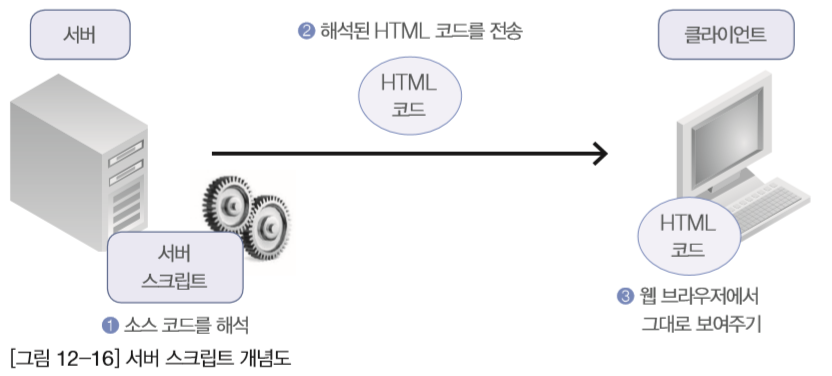 서버
❷ 해석된 HTML 코드를 전송
클라이언트
HTML
코드
서버
스크립트
❶ 소스 코드를 해석
HTML
코드
❸ 웹 브라우저에서
그대로 보여주기
[그림 12-16] 서버 스크립트 개념도